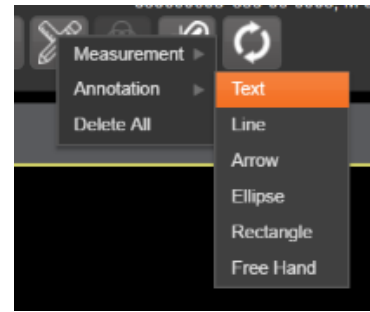 Measurement
Annotation
Delete All
Text
Line
Arrow
Ellipse
Rectangle
Free Hand